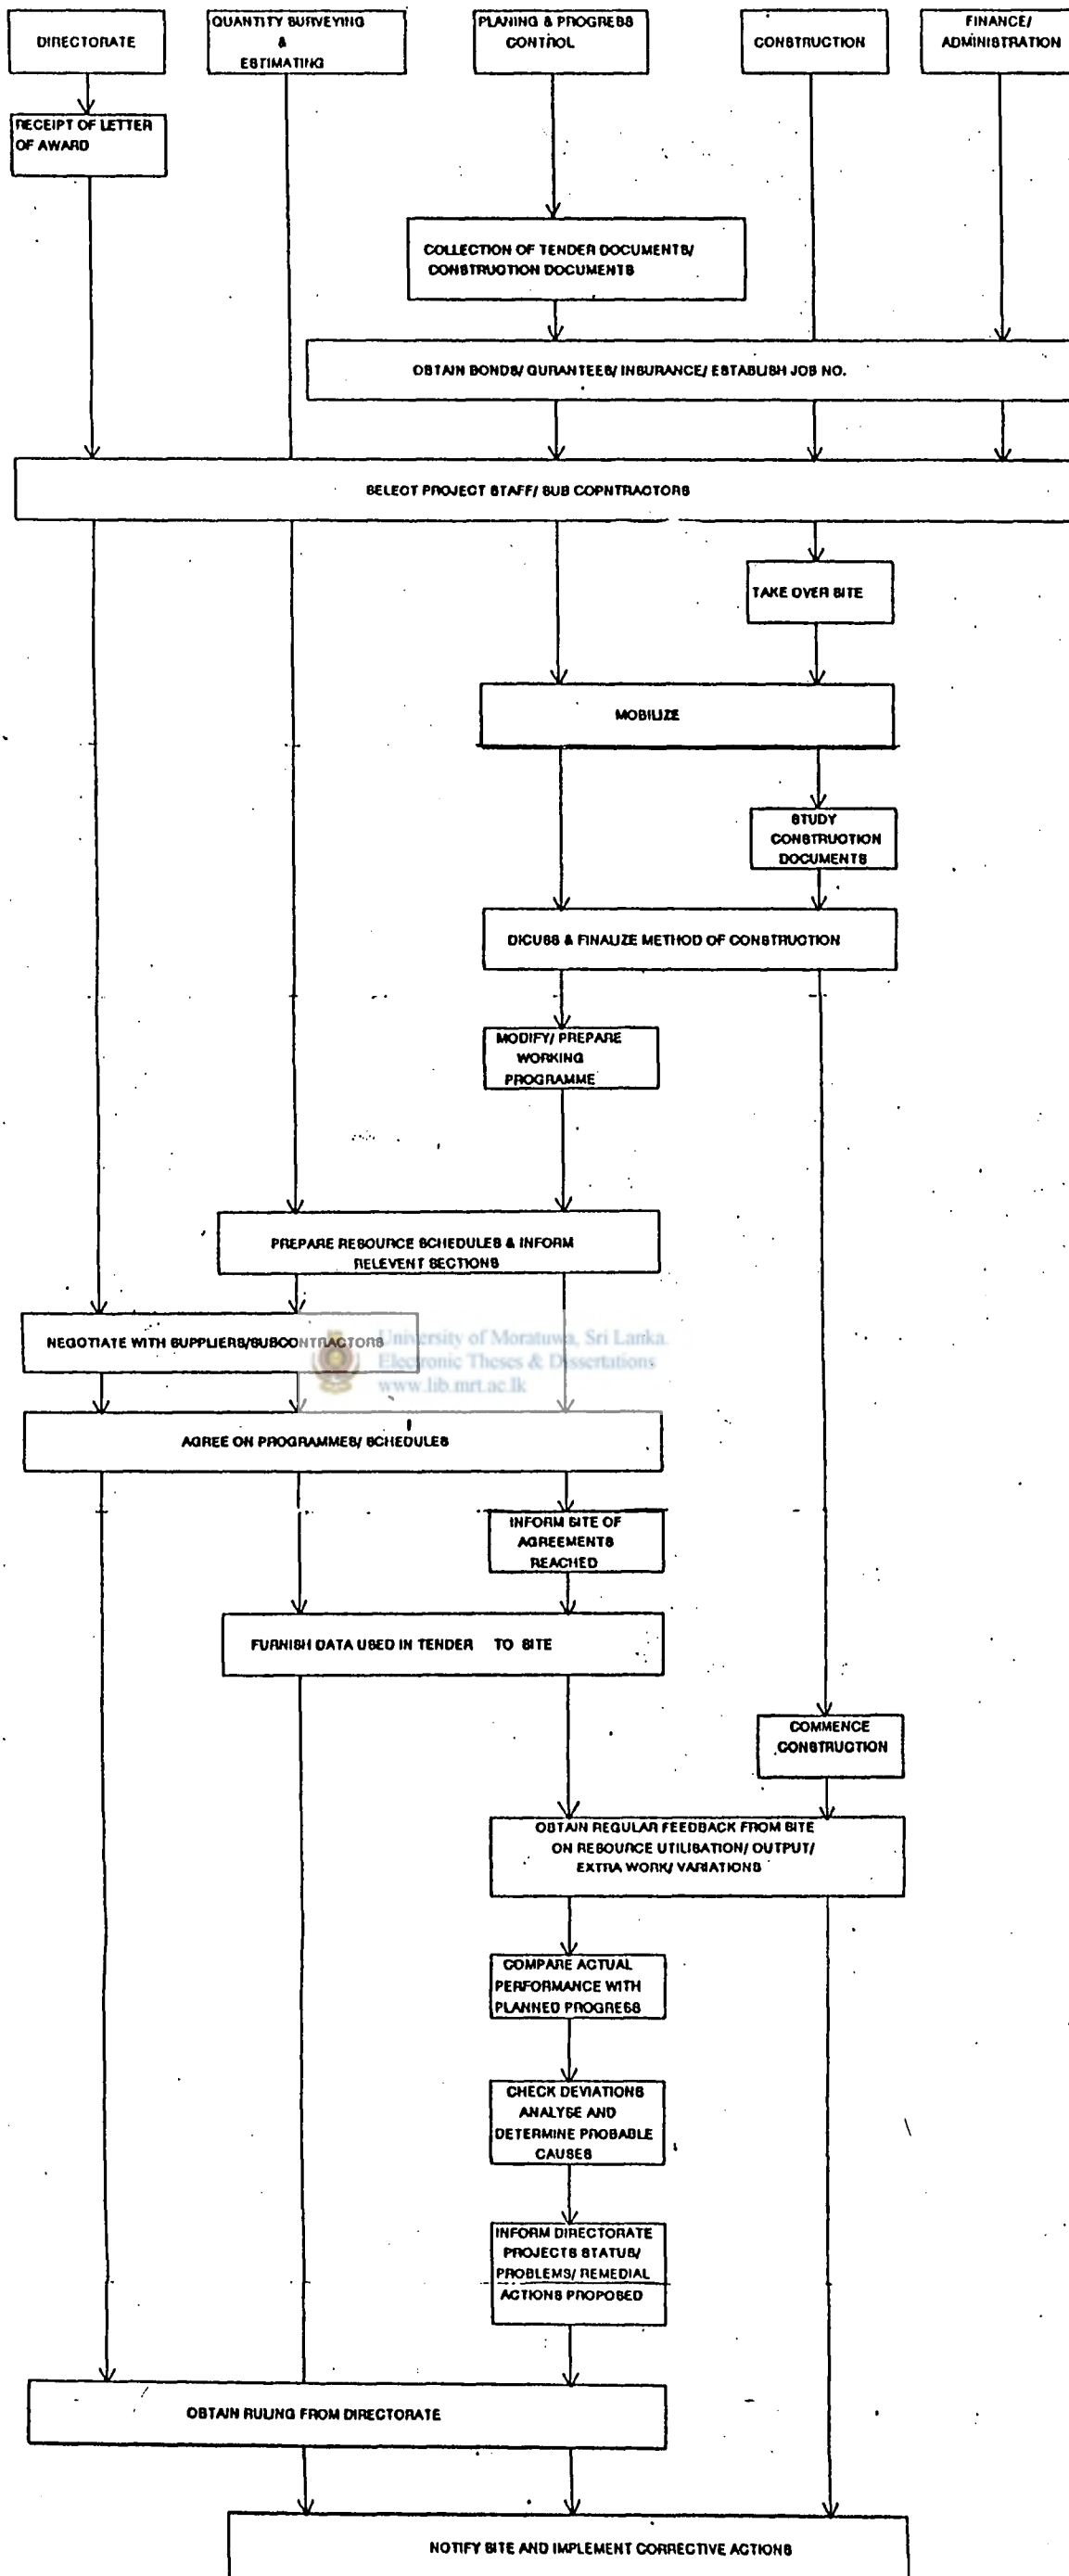 DIRECTORATE
QUANTITY SURVEYING
&
ESTIMATING
PLANING & PROGRESS
CONTROL
CONSTRUCTION
FINANCE/
ADMINISTRATION
RECEIPT OF LETTER
OF AWARD
COLLECTION OF TENDER DOCUMENTS/
CONSTRUCTION DOCUMENTS
OBTAIN BONDS/ GURANTEES/ INSURANCE/ ESTABLISH JOB NO.
SELECT PROJECT STAFF/ SUB COPNTRACTORS
TAKE OVER SITE
MOBILIZE
STUDY
CONSTRUCTION
DOCUMENTS
DICUSS & FINALIZE METHOD OF CONSTRUCTION
MODIFY/ PREPARE
WORKING
PROGRAMME
PREPARE RESOURCE SCHEDULES & INFORM
RELEVENT SECTIONS
NEGOTIATE WITH SUPPLIERS/SUBCONTRACTORS
University of Moratuwa, Sri Lanka.
Electronic Theses & Dissertations
www.lib.mrt.ac.lk
AGREE ON PROGRAMMES/ SCHEDULES
INFORM SITE OF
AGREEMENTS
REACHED
FURNISH DATA USED IN TENDER TO SITE
COMMENCE
CONSTRUCTION
OBTAIN REGULAR FEEDBACK FROM SITE
ON RESOURCE UTILISATION/ OUTPUT/
EXTRA WORK/ VARIATIONS
COMPARE ACTUAL
PERFORMANCE WITH
PLANNED PROGRESS
CHECK DEVIATIONS
ANALYSE AND
DETERMINE PROBABLE
CAUSES
INFORM DIRECTORATE
PROJECTS STATUS/
PROBLEMS/ REMEDIAL
ACTIONS PROPOSED
OBTAIN RULING FROM DIRECTORATE
NOTIFY SITE AND IMPLEMENT CORRECTIVE ACTIONS